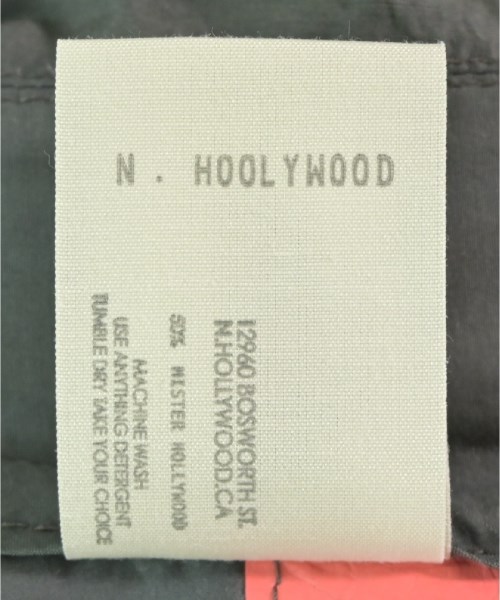 N. HOOLYWOOD
12960 BOSWORTH ST.
N.HOLLYWOOD.CA
50% MISTER HOLLYWOOD
MACHINE WASH
USE ANYTHING DETERGENT
TUMBLE DRY TAKE YOUR CHOICE